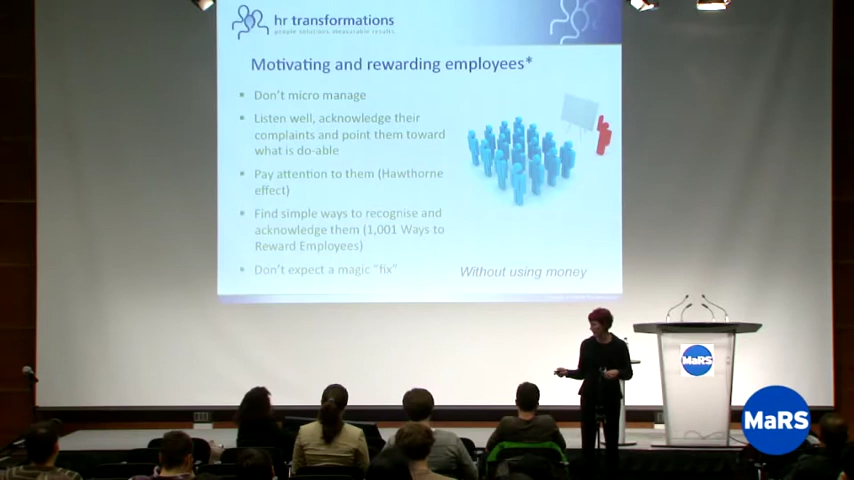 hr transformations
people solutions. measurable results.
Motivating and rewarding employees*
Don't micro manage
Listen well, acknowledge their
complaints and point them toward
what is do-able
Pay attention to them (Hawthorne
effect)
Find simple ways to recognise and
acknowledge them (1,001 Ways to
Reward Employees)
Don't expect a magic "fix"
Without using money
MaRS
MaRS